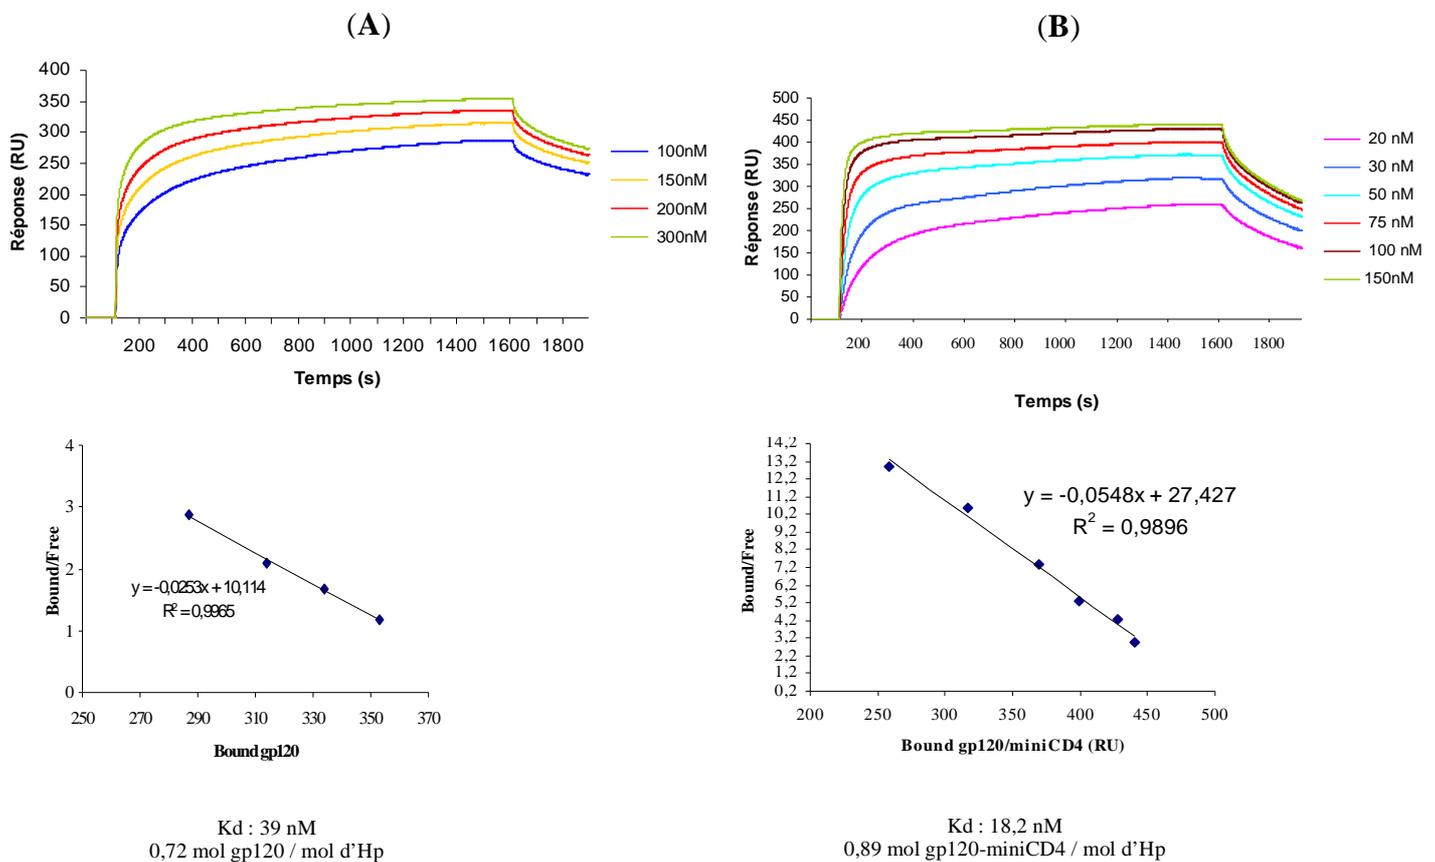 (A)
400
350
300
250
200
150
100
50
0
Réponse (RU)
200 400 600 800 1000 1200 1400 1600 1800
Temps (s)
100nM
150nM
200nM
300nM
(B)
500
450
400
350
300
250
200
150
100
50
0
Réponse (RU)
200 400 600 800 1000 1200 1400 1600 1800
Temps (s)
20 nM
30 nM
50 nM
75 nM
100 nM
150nM
4
3
2
1
0
Bound/Free
y = -0,0253x + 10,114
R² = 0,9965
250 270 290 310 330 350 370
Bound gp120
Kd : 39 nM
0,72 mol gp120 / mol d'Hp
14,2
13,2
12,2
11,2
10,2
9,2
8,2
7,2
6,2
5,2
4,2
3,2
2,2
1,2
0,2
Bound/Free
y = -0,0548x + 27,427
R² = 0,9896
200 250 300 350 400 450 500
Bound gp120/miniCD4 (RU)
Kd : 18,2 nM
0,89 mol gp120-miniCD4 / mol d'Hp